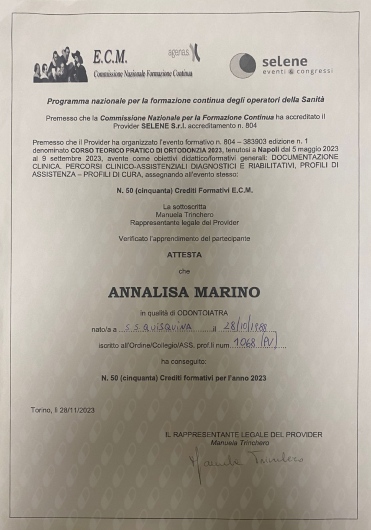 E.C.M.
Commissione Nazionale Formazione Continua
agenas
selene
eventi e congressi
Programma nazionale per la formazione continua degli operatori della Sanità
Premesso che la Commissione Nazionale per la Formazione Continua ha accreditato il
Provider SELENE S.r.l. accreditamento n. 804
Premesso che il Provider ha organizzato l'evento formativo n. 804 – 383903 edizione n. 1
denominato CORSO TEORICO PRATICO DI ORTODONZIA 2023, tenutosi a Napoli dal 5 maggio 2023
al 9 settembre 2023, avente come obiettivi didattico/formativi generali: DOCUMENTAZIONE
CLINICA. PERCORSI CLINICO-ASSISTENZIALI DIAGNOSTICI E RIABILITATIVI, PROFILI DI
ASSISTENZA – PROFILI DI CURA, assegnando all'evento stesso:
N. 50 (cinquanta) Crediti Formativi E.C.M.
La sottoscritta
Manuela Trinchero
Rappresentante legale del Provider
Verificato l'apprendimento del partecipante
ATTESTA
che
ANNALISA MARINO
in qualità di ODONTOIATRA
nato/a a S.S. QUISQUINA il 28/10/1988
iscritto all'Ordine/Collegio/ASS. prof.li num. 1068 (PV)
ha conseguito:
N. 50 (cinquanta) Crediti formativi per l'anno 2023
Torino, Il 28/11/2023
IL RAPPRESENTANTE LEGALE DEL PROVIDER
Manuela Trinchero
Manuela Trinchero